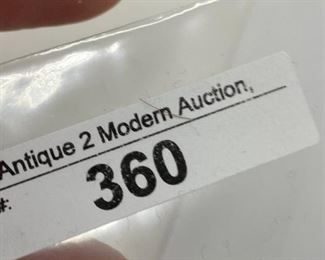 Antique 2 Modern Auction,
#: 360